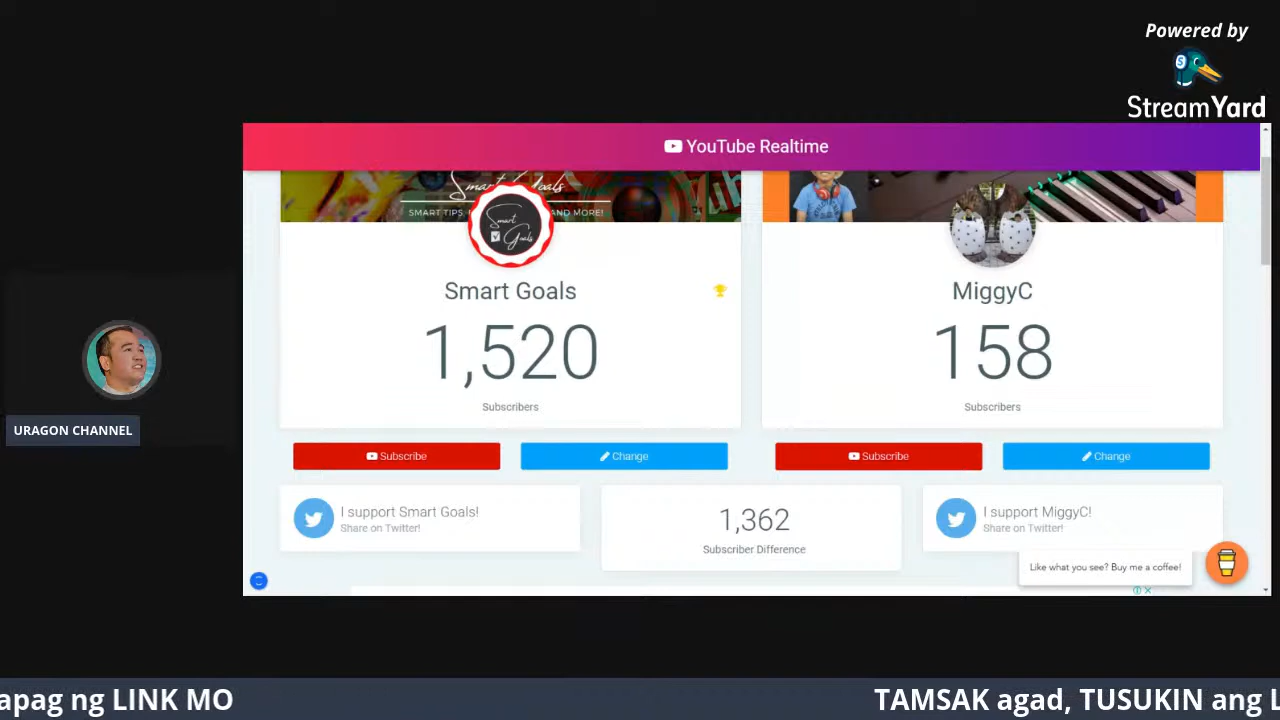 Powered by
StreamYard
YouTube Realtime
Smart Goals
SMART TIPS,
AND MORE!
Smart Goals
Smart Goals
1,520
Subscribers
Subscribe
Change
MiggyC
158
Subscribers
Subscribe
Change
I support Smart Goals!
Share on Twitter!
1,362
Subscriber Difference
I support MiggyC!
Share on Twitter!
Like what you see? Buy me a coffee!
URAGON CHANNEL
apag ng LINK MO
TAMSAK agad, TUSUKIN ang L